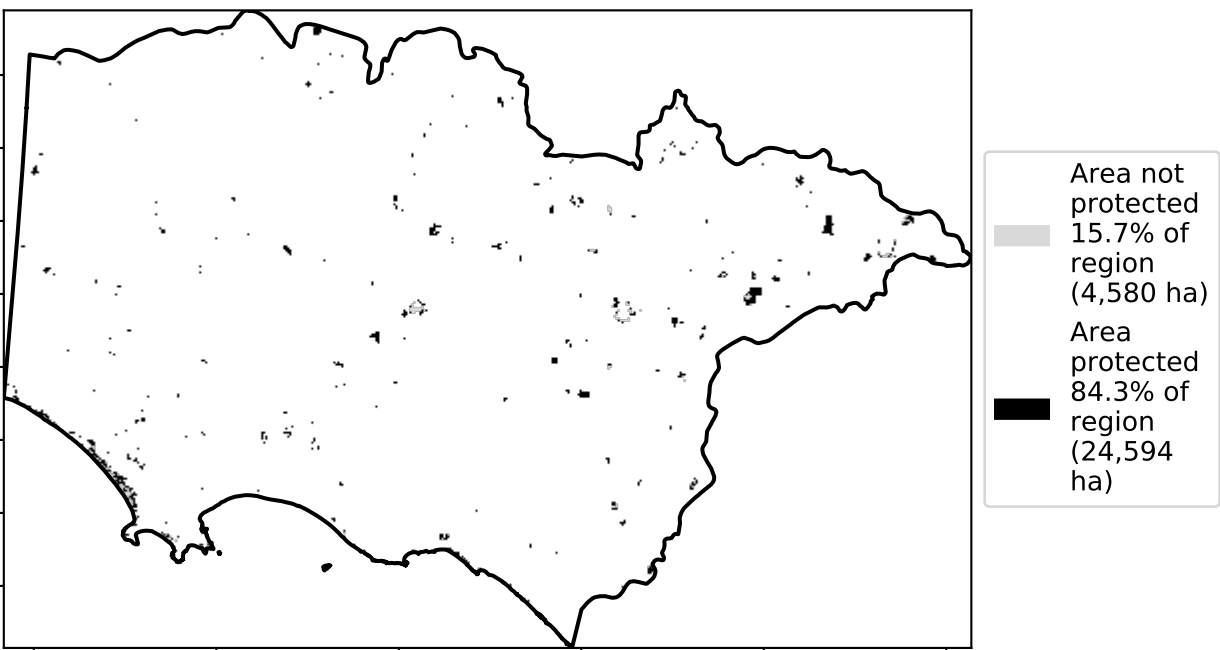 Area not
protected
15.7% of
region
(4,580 ha)
Area
protected
84.3% of
region
(24,594
ha)